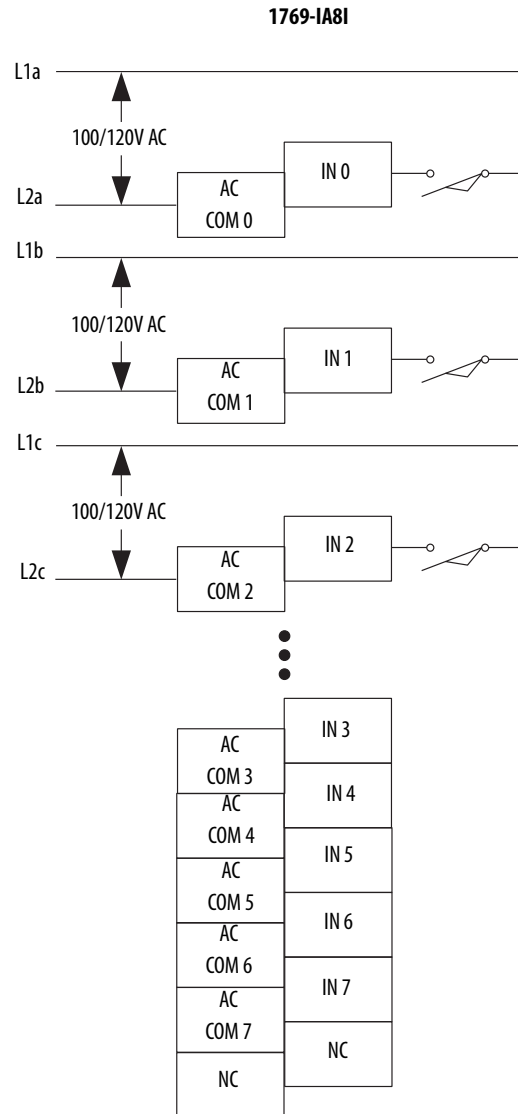 1769-IA8I
L1a
100/120V AC
IN 0
AC
COM 0
L2a
L1b
100/120V AC
IN 1
AC
COM 1
L2b
L1c
100/120V AC
IN 2
AC
COM 2
L2c
IN 3
AC
COM 3
IN 4
AC
COM 4
IN 5
AC
COM 5
IN 6
AC
COM 6
IN 7
AC
COM 7
NC
NC